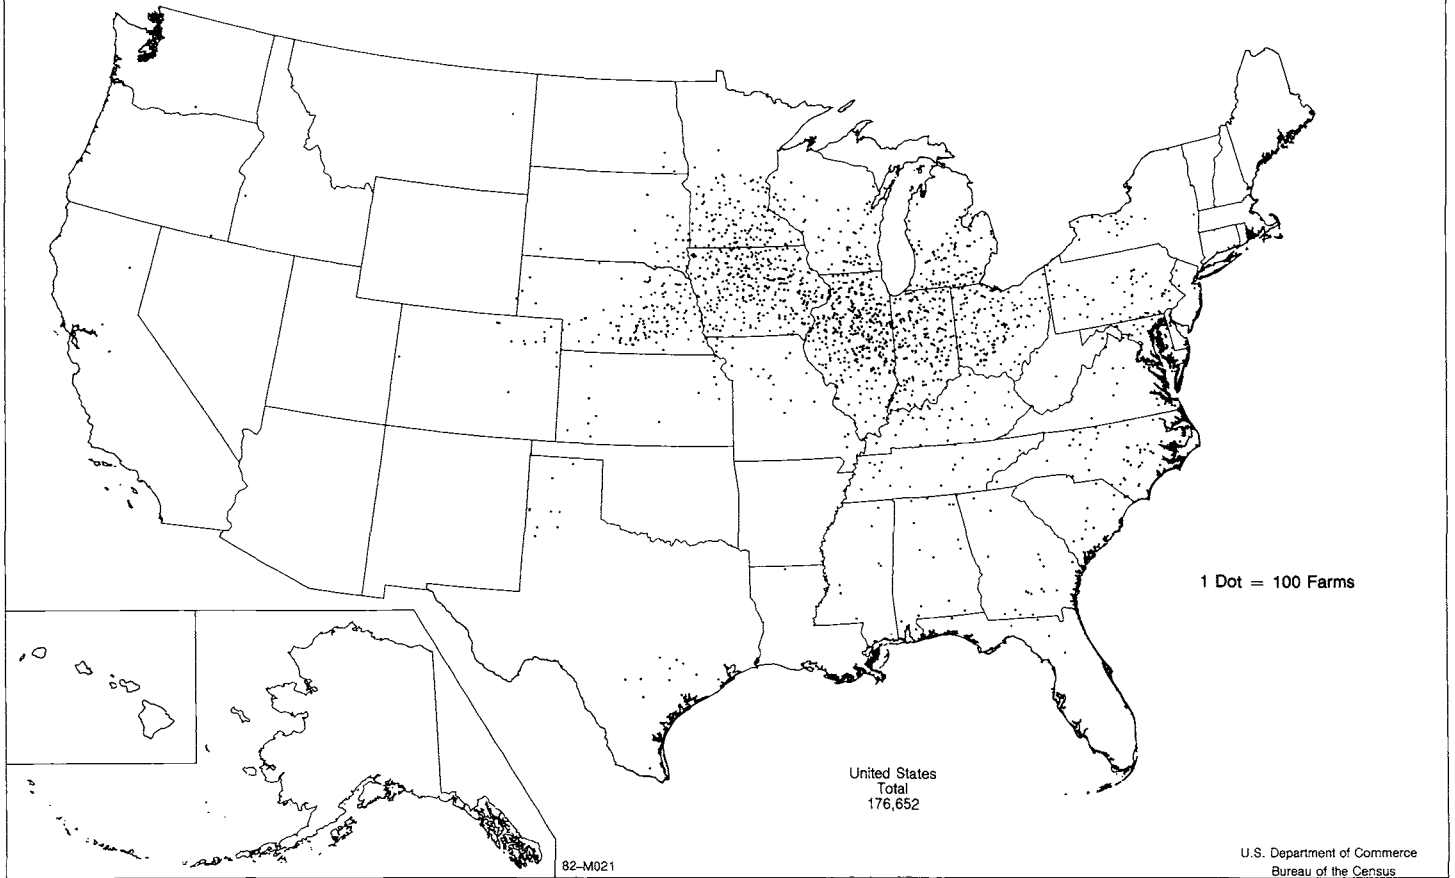 1 Dot = 100 Farms
United States
Total
176,652
82–M021
U.S. Department of Commerce
Bureau of the Census